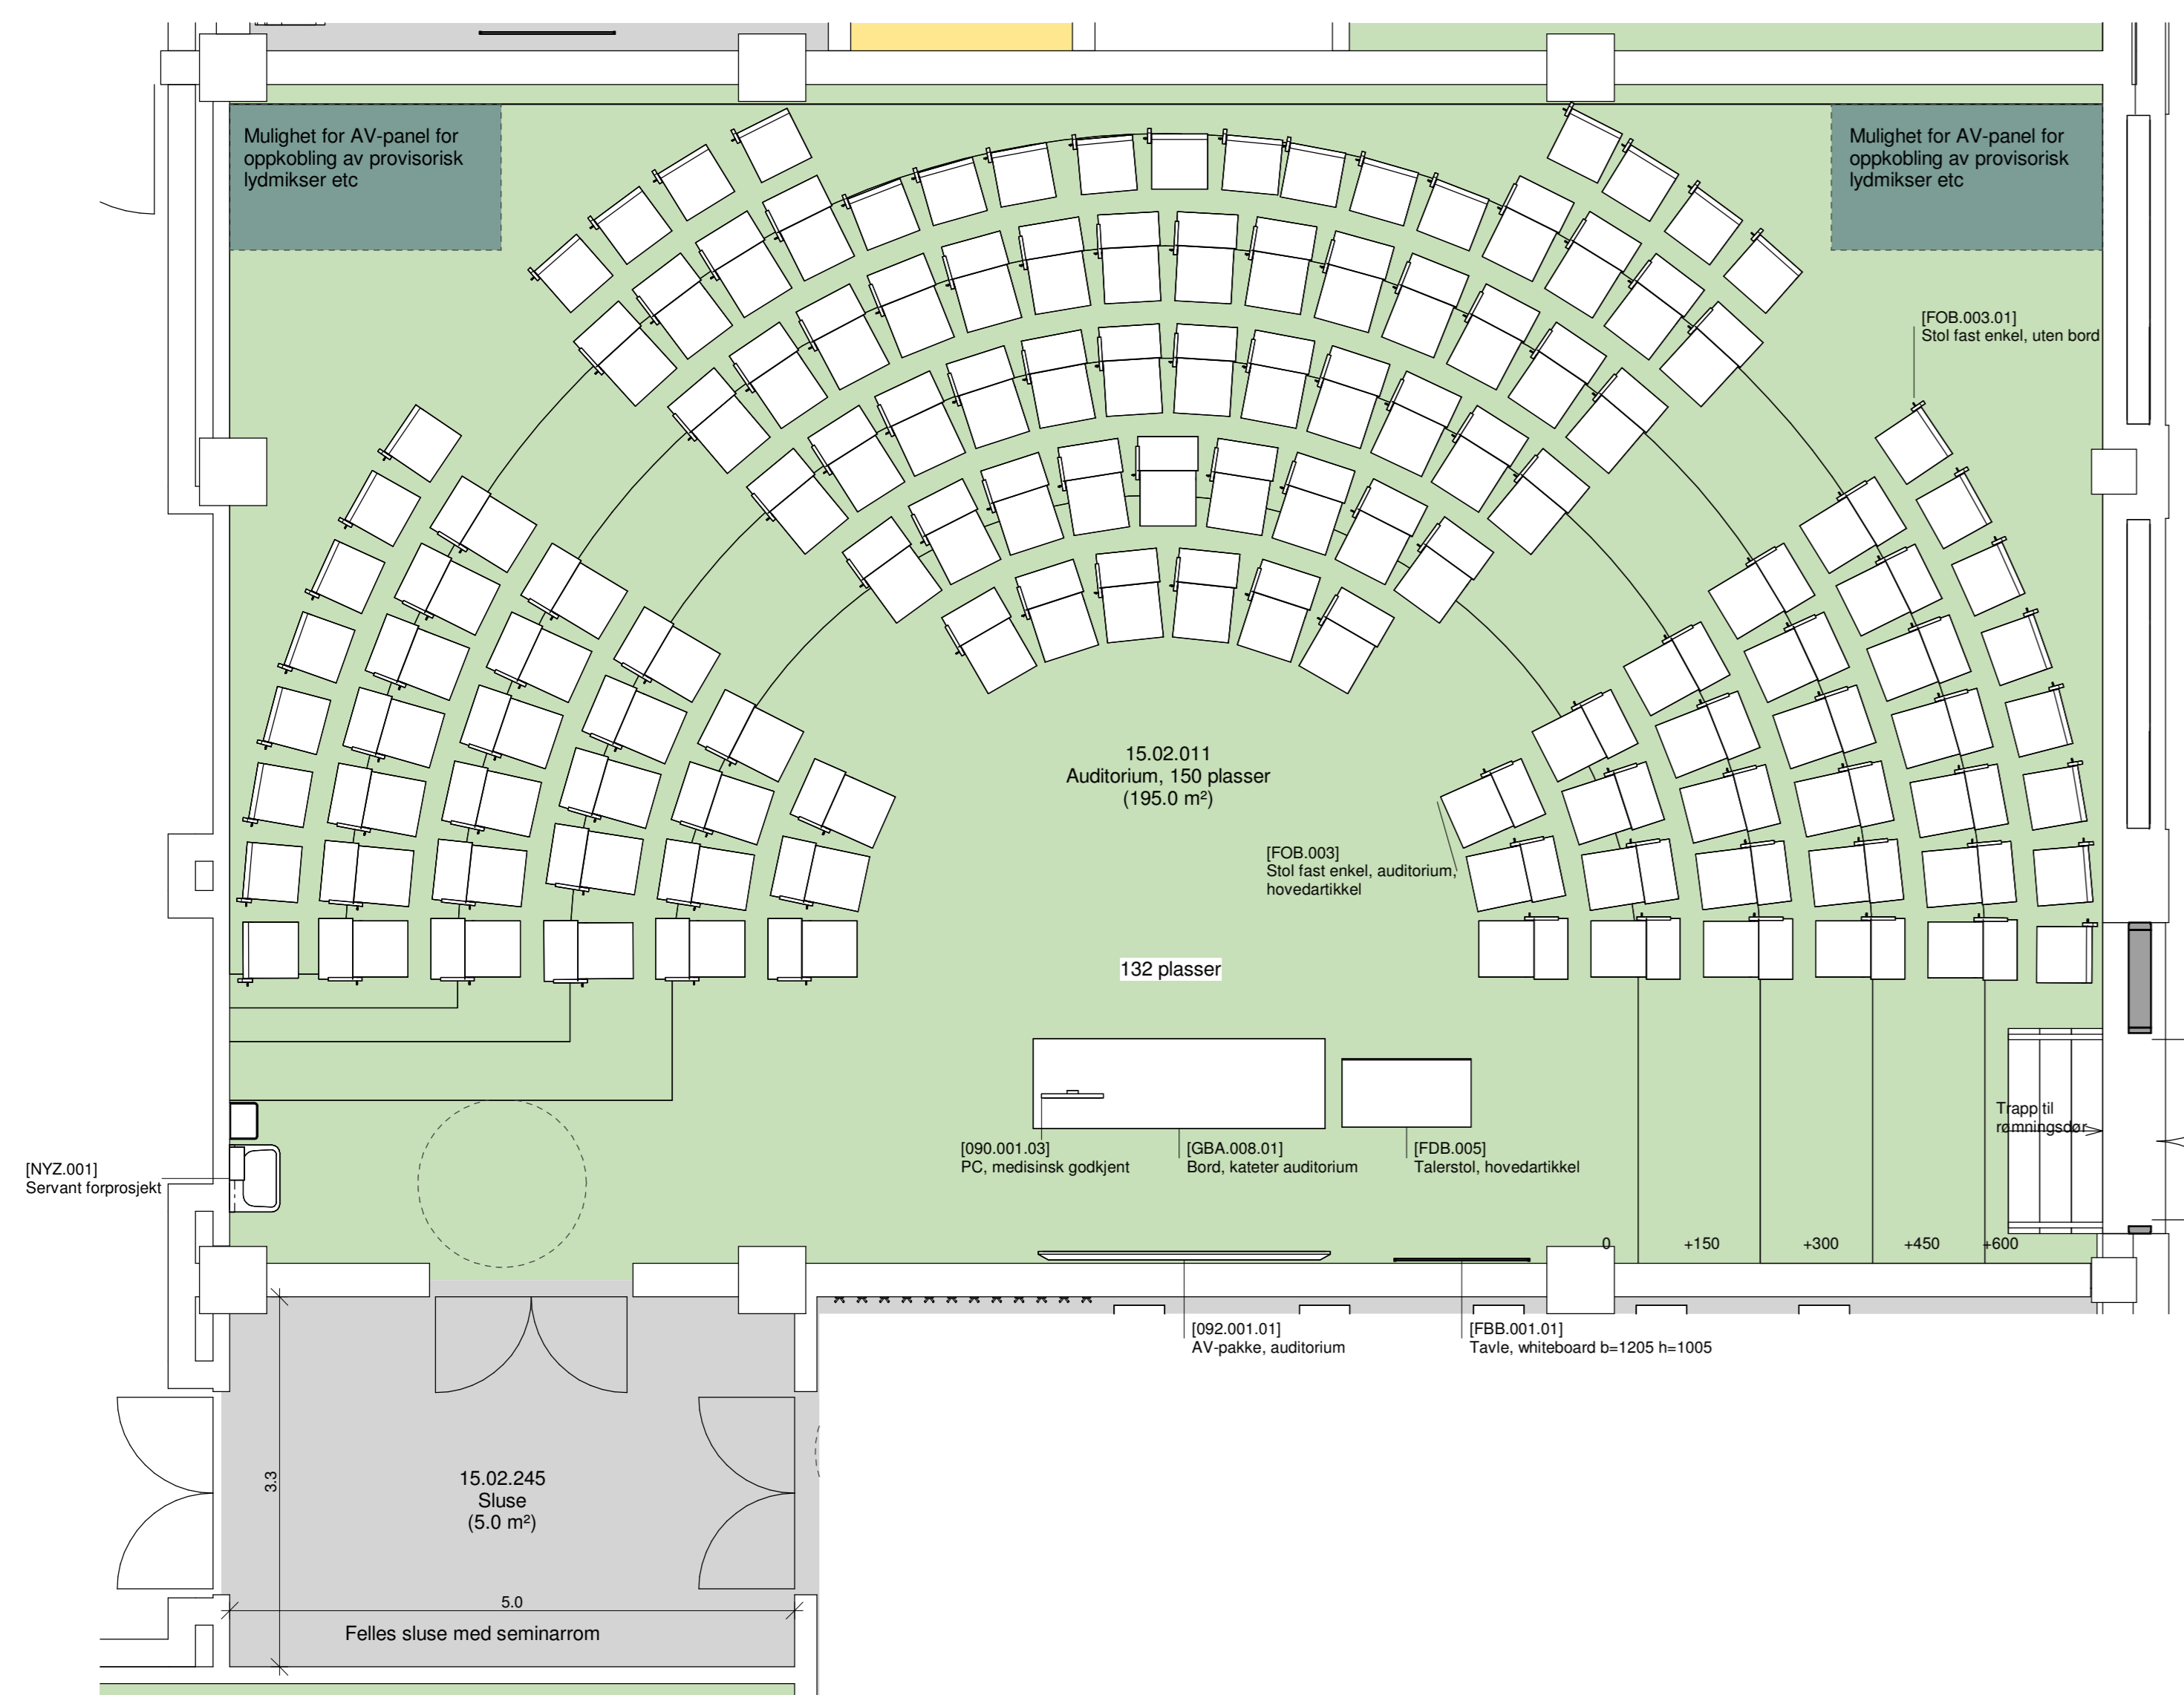 Mulighet for AV-panel for
oppkobling av provisorisk
lydmikser etc
Mulighet for AV-panel for
oppkobling av provisorisk
lydmikser etc
[FOB.003.01]
Stol fast enkel, uten bord
15.02.011
Auditorium, 150 plasser
(195.0 m²)
[FOB.003]
Stol fast enkel, auditorium,
hovedartikkel
132 plasser
Trapp til
rømningsdør
[090.001.03]
PC, medisinsk godkjent
[GBA.008.01]
Bord, kateter auditorium
[FDB.005]
Talerstol, hovedartikkel
[NYZ.001]
Servant forprosjekt
0
+150
+300
+450
+600
[092.001.01]
AV-pakke, auditorium
[FBB.001.01]
Tavle, whiteboard b=1205 h=1005
3.3
15.02.245
Sluse
(5.0 m²)
5.0
Felles sluse med seminarrom